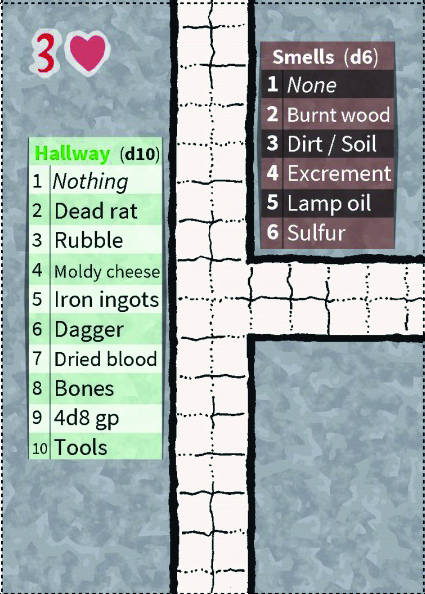 3
Smells (d6)
1 None
2 Burnt wood
3 Dirt / Soil
4 Excrement
5 Lamp oil
6 Sulfur
Hallway (d10)
1 Nothing
2 Dead rat
3 Rubble
4 Moldy cheese
5 Iron ingots
6 Dagger
7 Dried blood
8 Bones
9 4d8 gp
10 Tools